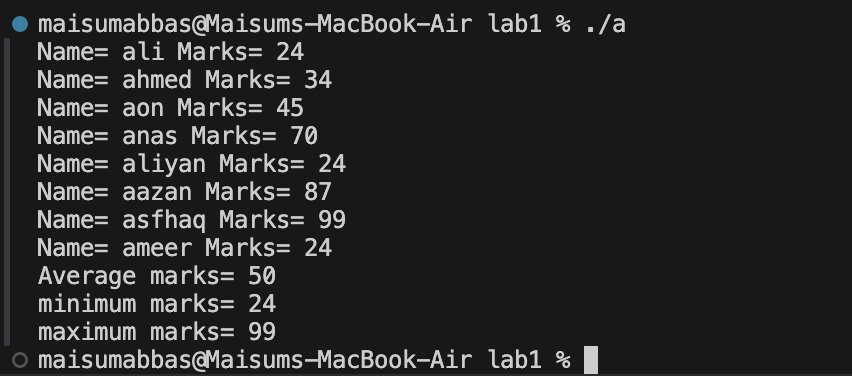 maisumabbas@Maisums-MacBook-Air lab1 % ./a
Name= ali Marks= 24
Name= ahmed Marks= 34
Name= aon Marks= 45
Name= anas Marks= 70
Name= aliyan Marks= 24
Name= aazan Marks= 87
Name= asfhaq Marks= 99
Name= ameer Marks= 24
Average marks= 50
minimum marks= 24
maximum marks= 99
maisumabbas@Maisums-MacBook-Air lab1 %